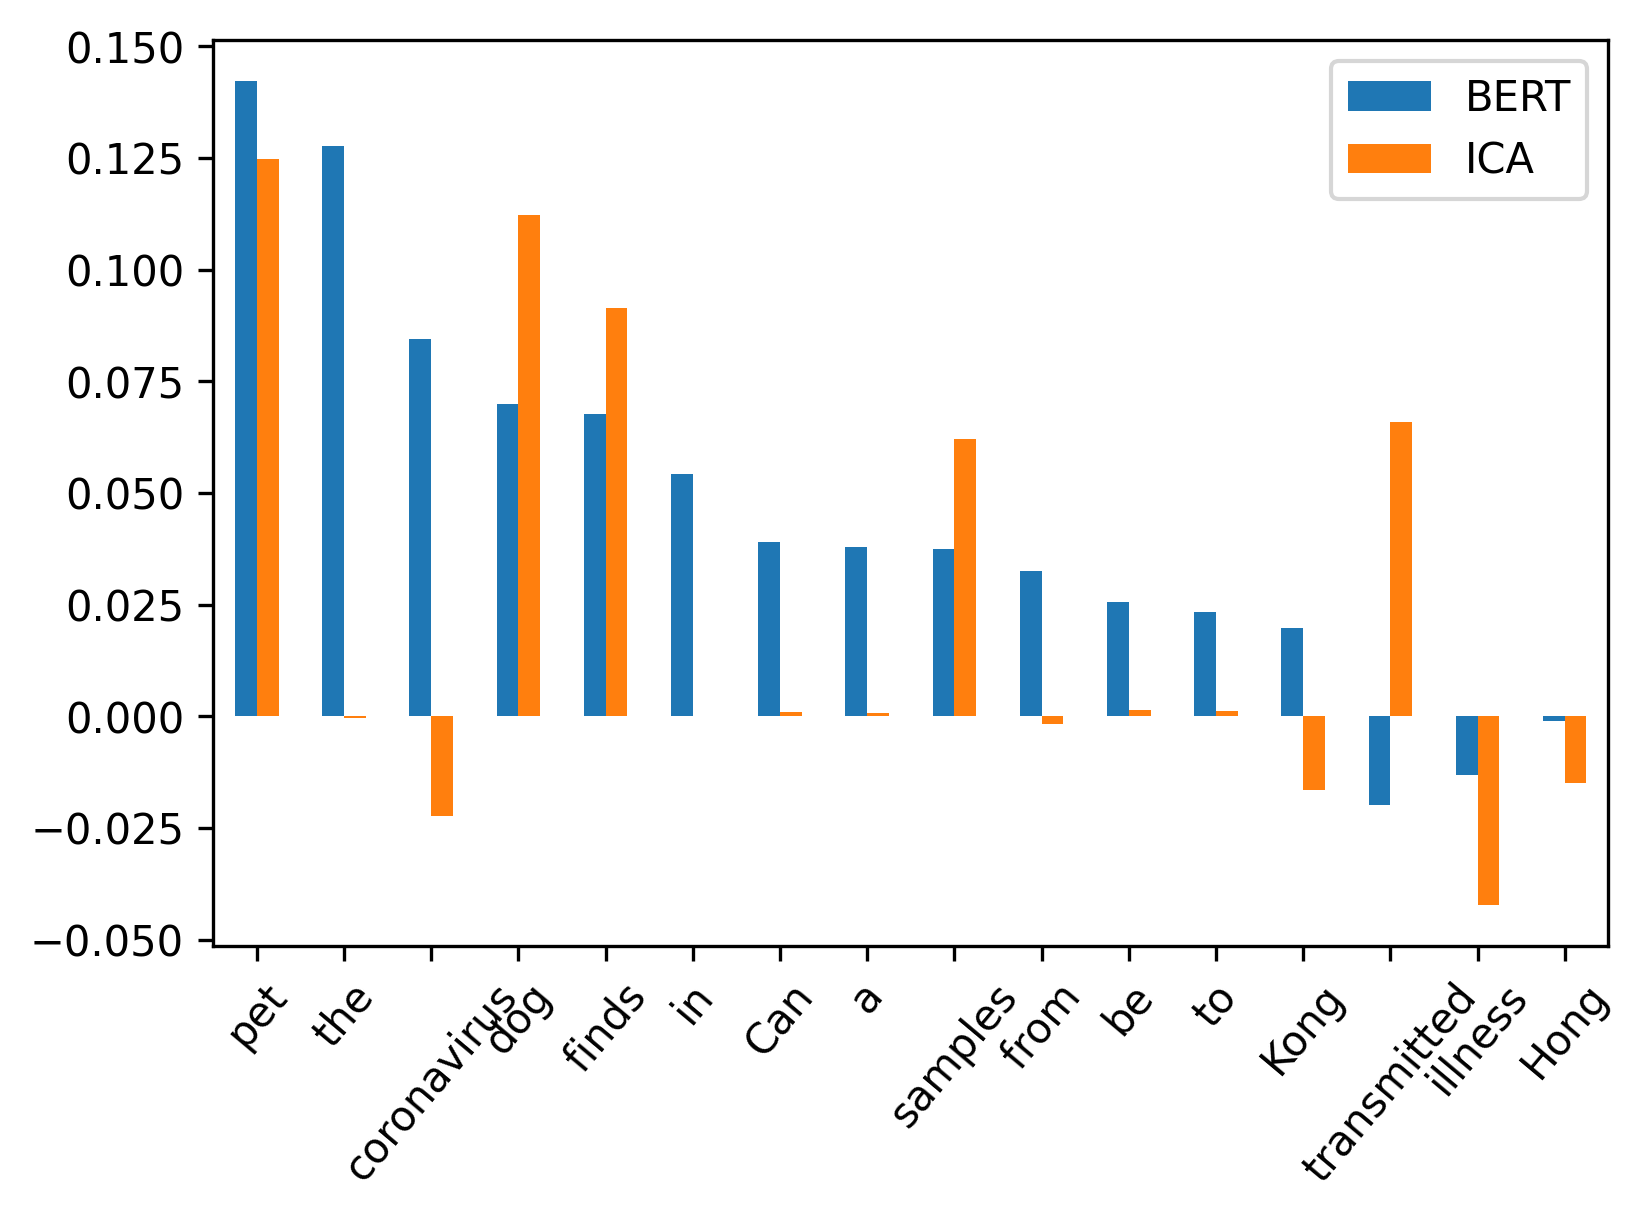 0.150
0.125
0.100
0.075
0.050
0.025
0.000
−0.025
−0.050
BERT
ICA
pet
the
coronavirus
dog
finds
in
Can
a
samples
from
be
to
Kong
transmitted
illness
Hong